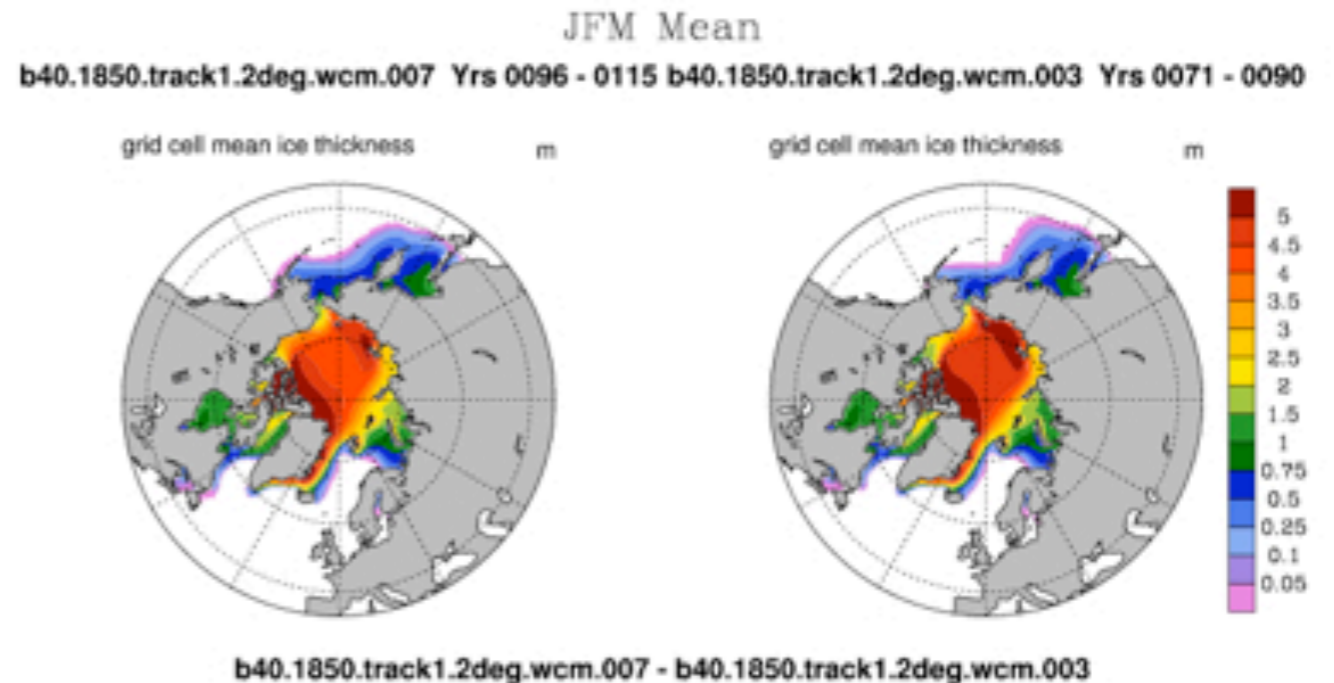 JFM Mean
b40.1850.track1.2deg.wcm.007 Yrs 0096 - 0115 b40.1850.track1.2deg.wcm.003 Yrs 0071 - 0090
grid cell mean ice thickness m
grid cell mean ice thickness m
5
4.5
4
3.5
3
2.5
2
1.5
1
0.75
0.5
0.25
0.1
0.05
b40.1850.track1.2deg.wcm.007 - b40.1850.track1.2deg.wcm.003